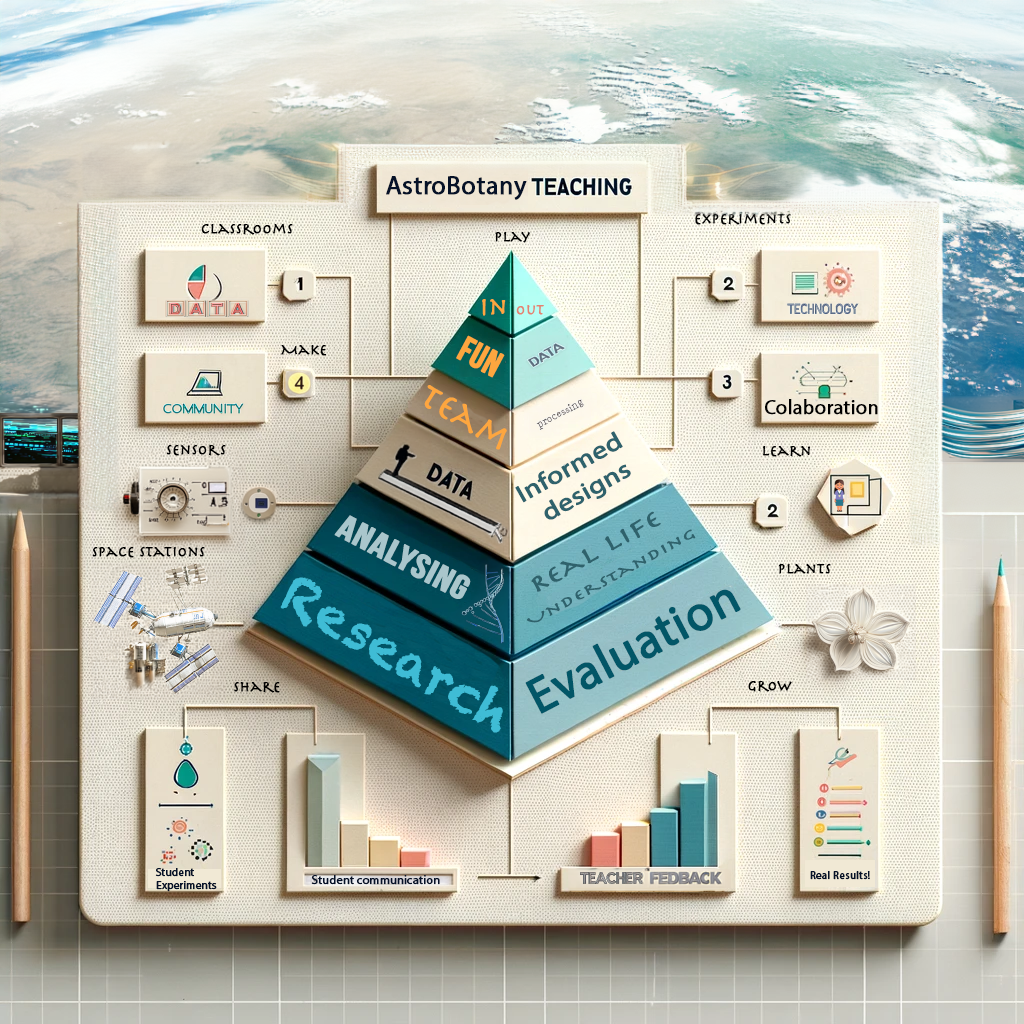 AstroBotany TEACHING
CLASSROOMS
EXPERIMENTS
PLAY
DATA
1
2
TECHNOLOGY
IN OUT
FUN
DATA
MAKE
4
COMMUNITY
3
Colaboration
TEAM
processing
SENSORS
LEARN
DATA
Informed
designs
2
SPACE STATIONS
ANALYSING
REAL LIFE
UNDERSTANDING
PLANTS
Research
Evaluation
SHARE
GROW
Student
Experiments
Student communication
TEACHER FEDBACK
Real Results!